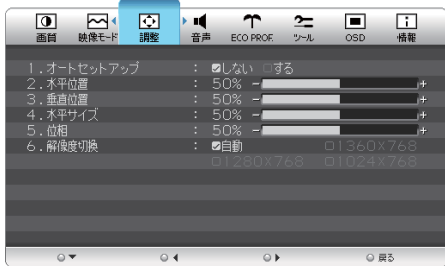 画質 映像モード 調整 音声 ECO PROF. ツール OSD 情報
1.オートセットアップ : ☑しない □する
2.水平位置 : 50% - +
3.垂直位置 : 50% - +
4.水平サイズ : 50% - +
5.位相 : 50% - +
6.解像度切換 : ☑自動 □1360X768
□1280X768 □1024X768
▼ ◀ ▶ 戻る